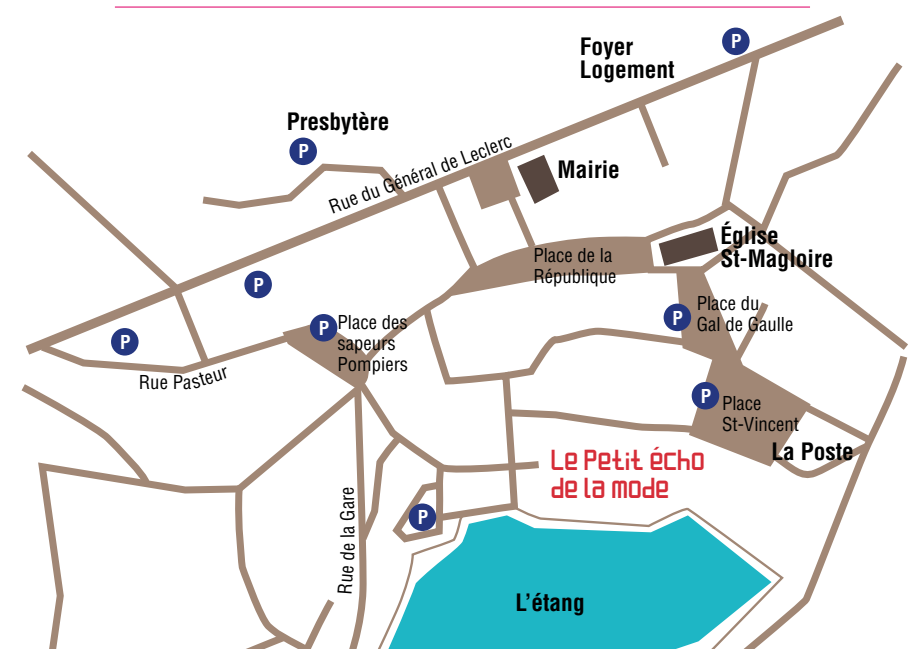 P
Foyer
Logement
Presbytère
P
Rue du Général de Leclerc
Mairie
Église
St-Magloire
Place de la
République
P
P
Place du
Gal de Gaulle
P
Place des
sapeurs
Pompiers
P
Rue Pasteur
P
Place
St-Vincent
La Poste
Le Petit écho
de la mode
Rue de la Gare
P
L'étang